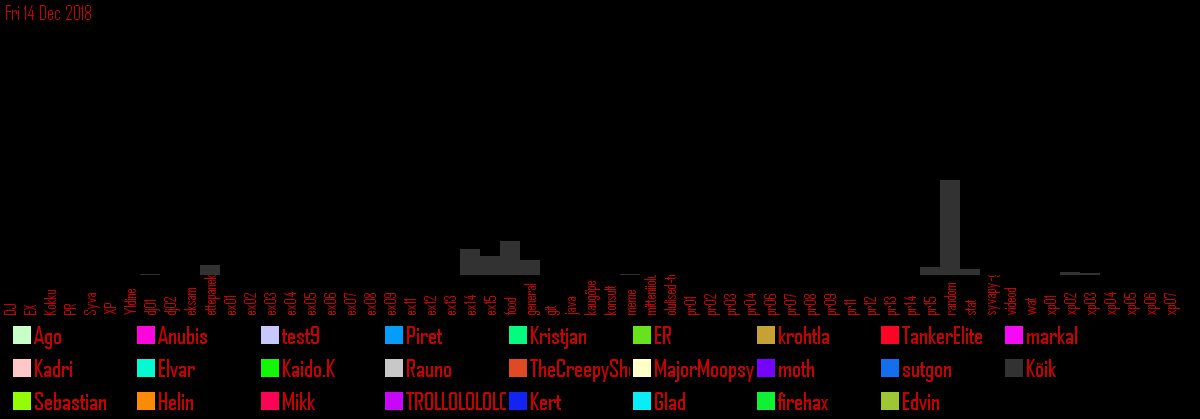 Fri 14 Dec 2018
DJ EX Kokku PR Syva XP Yldine dj01 dj02 eksam ettepanek ex01 ex02 ex03 ex04 ex05 ex06 ex07 ex08 ex09 ex11 ex12 ex13 ex14 ex15 food general git java kaugõpe konsult meme mitteniilol olulised-t pr01 pr02 pr03 pr04 pr06 pr07 pr08 pr09 pr11 pr12 pr13 pr14 pr15 random stat syvapy-t videod wat xp01 xp02 xp03 xp04 xp05 xp06 xp07
Ago Anubis test9 Piret Kristjan ER krohtla TankerElite markal
Kadri Elvar Kaido.K Rauno TheCreepySh MajorMoopsy moth sutgon Kõik
Sebastian Helin Mikk TROLLOLOLOLO Kert Glad firehax Edvin